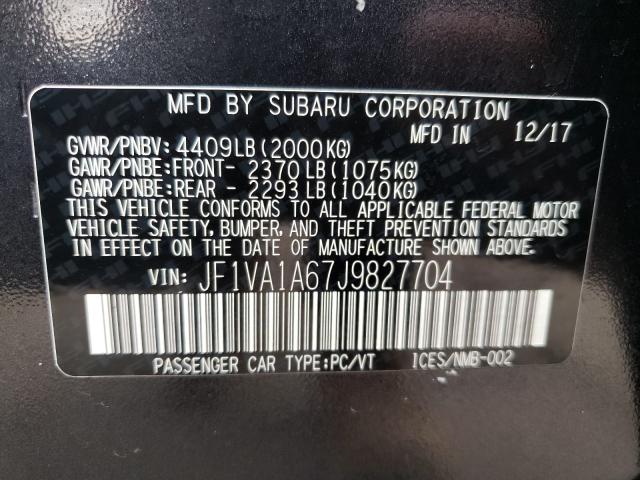 MFD BY SUBARU CORPORATION
MFD IN 12/17
GVWR/PNBV: 4409LB (2000KG)
GAWR/PNBE:FRONT- 2370 LB (1075KG)
GAWR/PNBE:REAR - 2293 LB (1040KG)
THIS VEHICLE CONFORMS TO ALL APPLICABLE FEDERAL MOTOR
VEHICLE SAFETY, BUMPER, AND THEFT PREVENTION STANDARDS
IN EFFECT ON THE DATE OF MANUFACTURE SHOWN ABOVE.
VIN: JF1VA1A67J9827704
PASSENGER CAR TYPE:PC/VT ICES/NMB-002